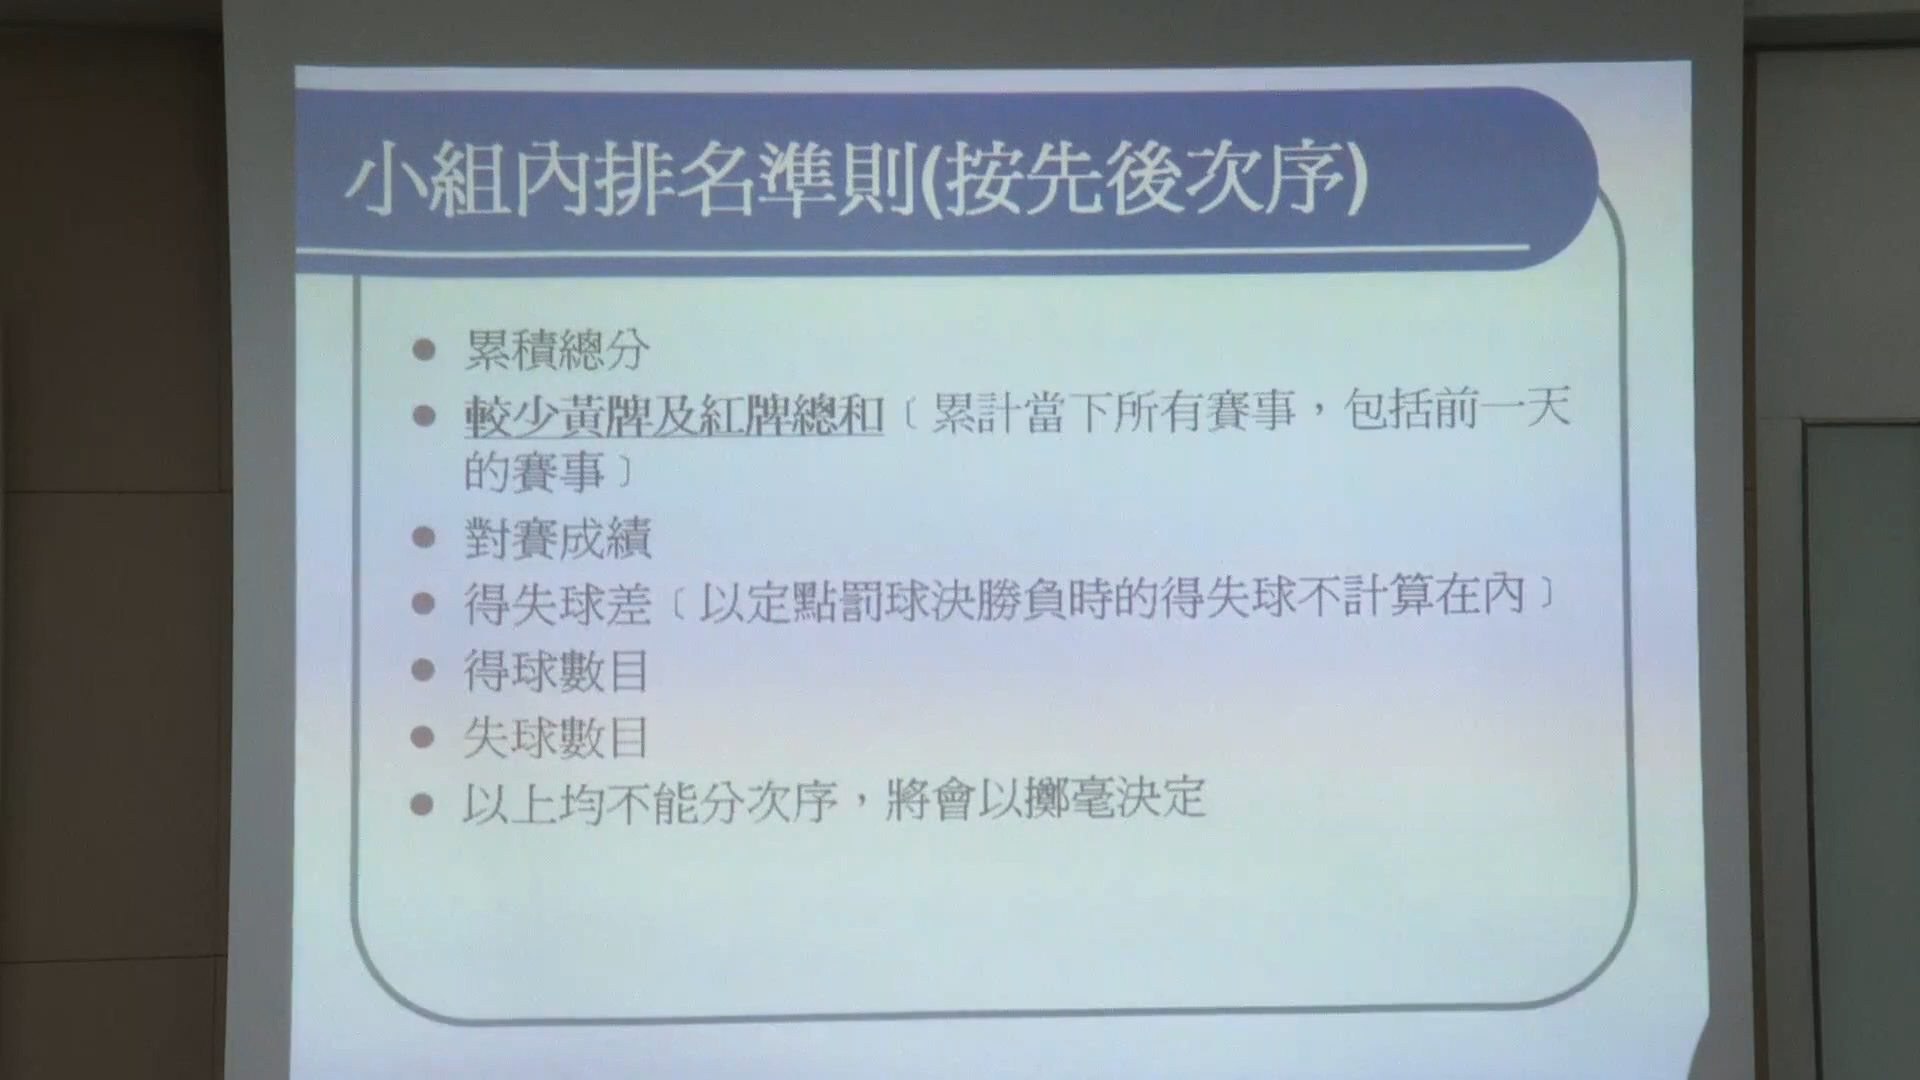 小組內排名準則(按先後次序)
● 累積總分
● 較少黃牌及紅牌總和﹝累計當下所有賽事，包括前一天
的賽事﹞
● 對賽成績
● 得失球差﹝以定點罰球決勝負時的得失球不計算在內﹞
● 得球數目
● 失球數目
● 以上均不能分次序，將會以擲毫決定